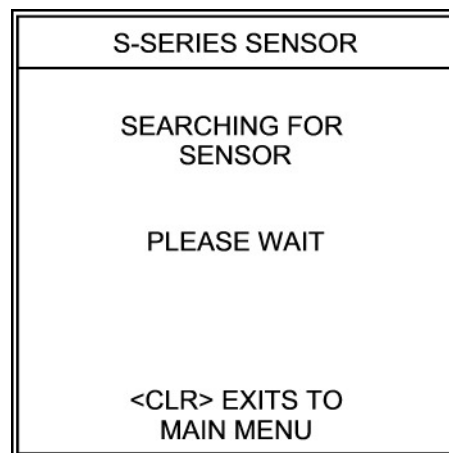 S-SERIES SENSOR
SEARCHING FOR
SENSOR
PLEASE WAIT
<CLR> EXITS TO
MAIN MENU